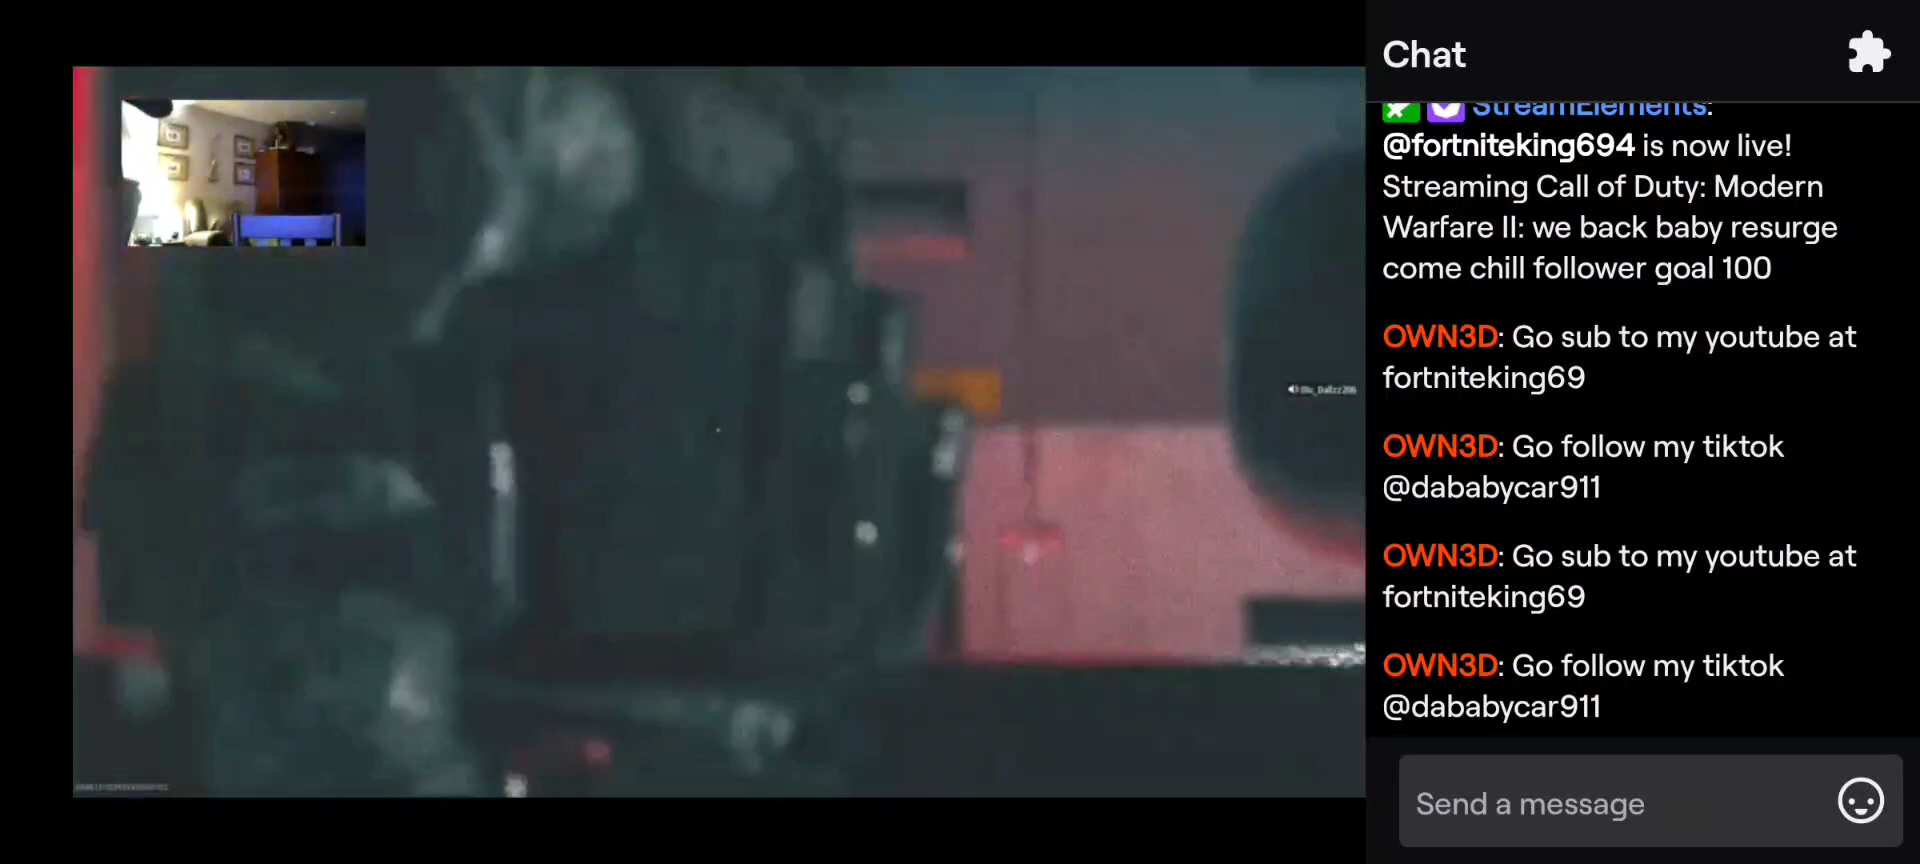 Chat
StreamElements:
@fortniteking694 is now live!
Streaming Call of Duty: Modern
Warfare II: we back baby resurge
come chill follower goal 100
OWN3D: Go sub to my youtube at
fortniteking69
OWN3D: Go follow my tiktok
@dababycar911
OWN3D: Go sub to my youtube at
fortniteking69
OWN3D: Go follow my tiktok
@dababycar911
Send a message